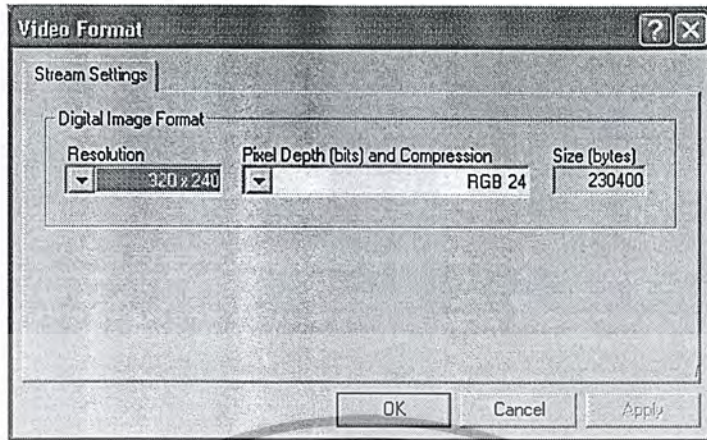 Video Format
Stream Settings
Digital Image Format
Resolution
Pixel Depth (bits) and Compression
Size (bytes)
320 x 240
RGB 24
230400
OK
Cancel
Apply